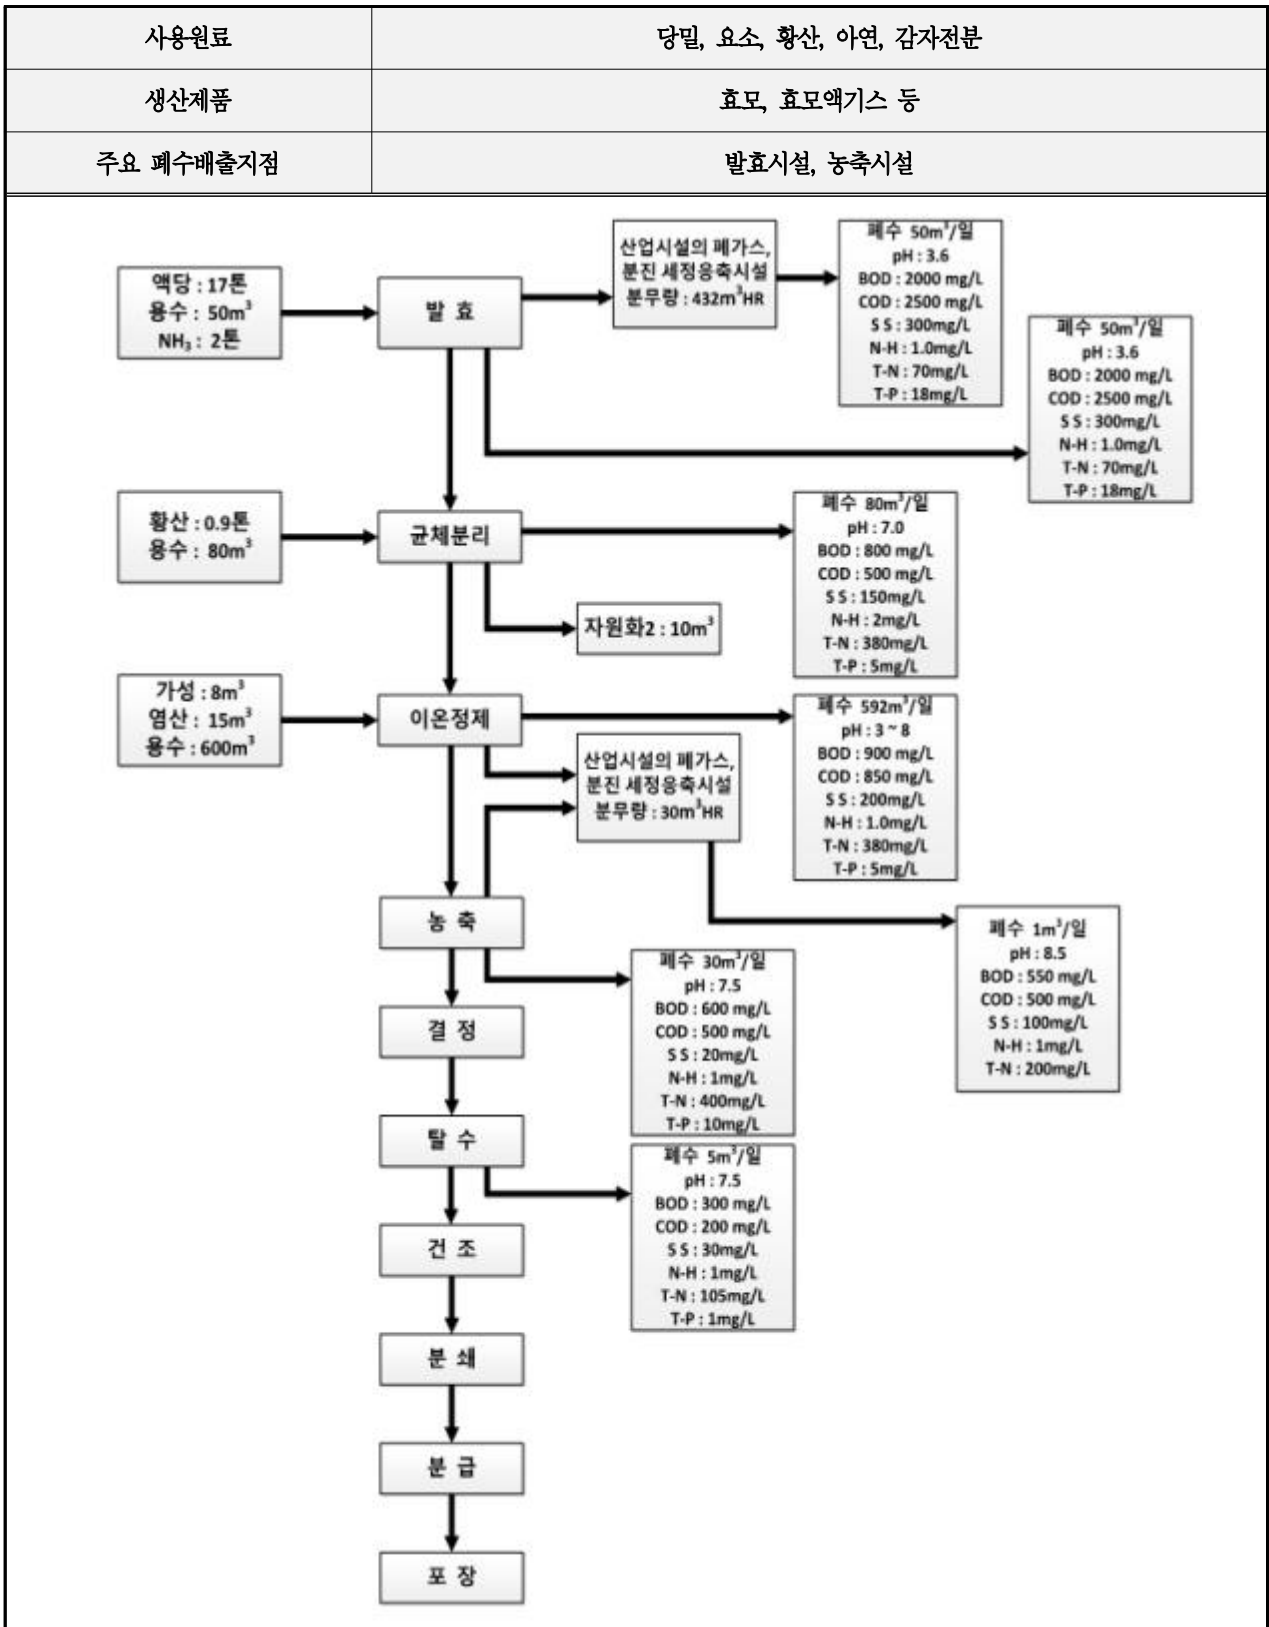 사용원료 당밀, 요소, 황산, 아연, 감자전분
생산제품 효모, 효모액기스 등
주요 폐수배출지점 발효시설, 농축시설
액당 : 17톤
용수 : 50m³
NH₃ : 2톤
발 효
산업시설의 폐가스,
분진 세정응축시설
분무량 : 432m³HR
폐수 50m³/일
pH : 3.6
BOD : 2000 mg/L
COD : 2500 mg/L
S S : 300mg/L
N-H : 1.0mg/L
T-N : 70mg/L
T-P : 18mg/L
폐수 50m³/일
pH : 3.6
BOD : 2000 mg/L
COD : 2500 mg/L
S S : 300mg/L
N-H : 1.0mg/L
T-N : 70mg/L
T-P : 18mg/L
황산 : 0.9톤
용수 : 80m³
균체분리
폐수 80m³/일
pH : 7.0
BOD : 800 mg/L
COD : 500 mg/L
S S : 150mg/L
N-H : 2mg/L
T-N : 380mg/L
T-P : 5mg/L
자원화2 : 10m³
가성 : 8m³
염산 : 15m³
용수 : 600m³
이온정제
폐수 592m³/일
pH : 3 ~ 8
BOD : 900 mg/L
COD : 850 mg/L
S S : 200mg/L
N-H : 1.0mg/L
T-N : 380mg/L
T-P : 5mg/L
산업시설의 폐가스,
분진 세정응축시설
분무량 : 30m³HR
농 축
폐수 1m³/일
pH : 8.5
BOD : 550 mg/L
COD : 500 mg/L
S S : 100mg/L
N-H : 1mg/L
T-N : 200mg/L
폐수 30m³/일
pH : 7.5
BOD : 600 mg/L
COD : 500 mg/L
S S : 20mg/L
N-H : 1mg/L
T-N : 400mg/L
T-P : 10mg/L
결 정
탈 수
폐수 5m³/일
pH : 7.5
BOD : 300 mg/L
COD : 200 mg/L
S S : 30mg/L
N-H : 1mg/L
T-N : 105mg/L
T-P : 1mg/L
건 조
분 쇄
분 급
포 장